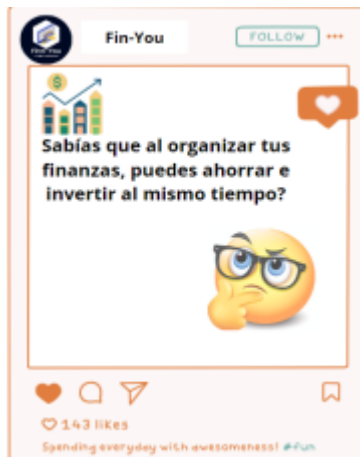 Fin-You
FOLLOW
Sabías que al organizar tus
finanzas, puedes ahorrar e
invertir al mismo tiempo?
143 likes
Spending everyday with awesomeness! #fun